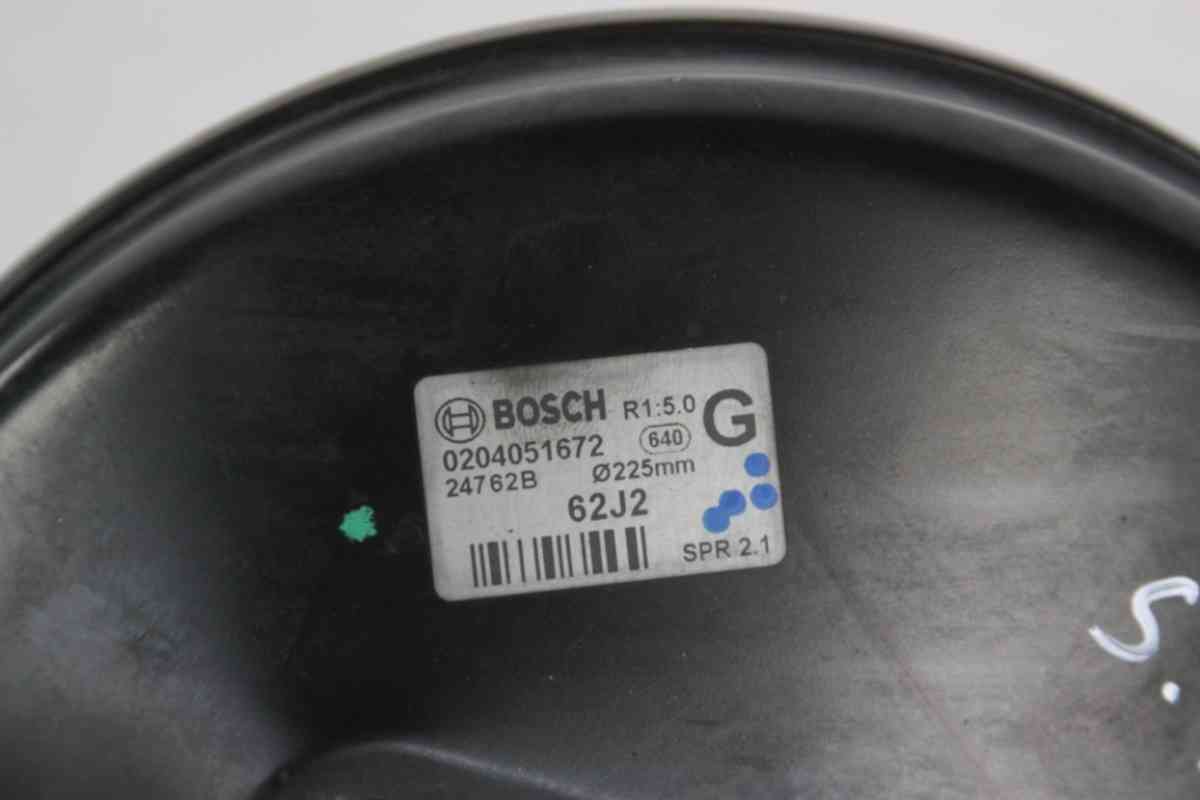 BOSCH R1:5.0 G
0204051672 640
24762B Ø225mm
62J2
SPR 2.1
S.